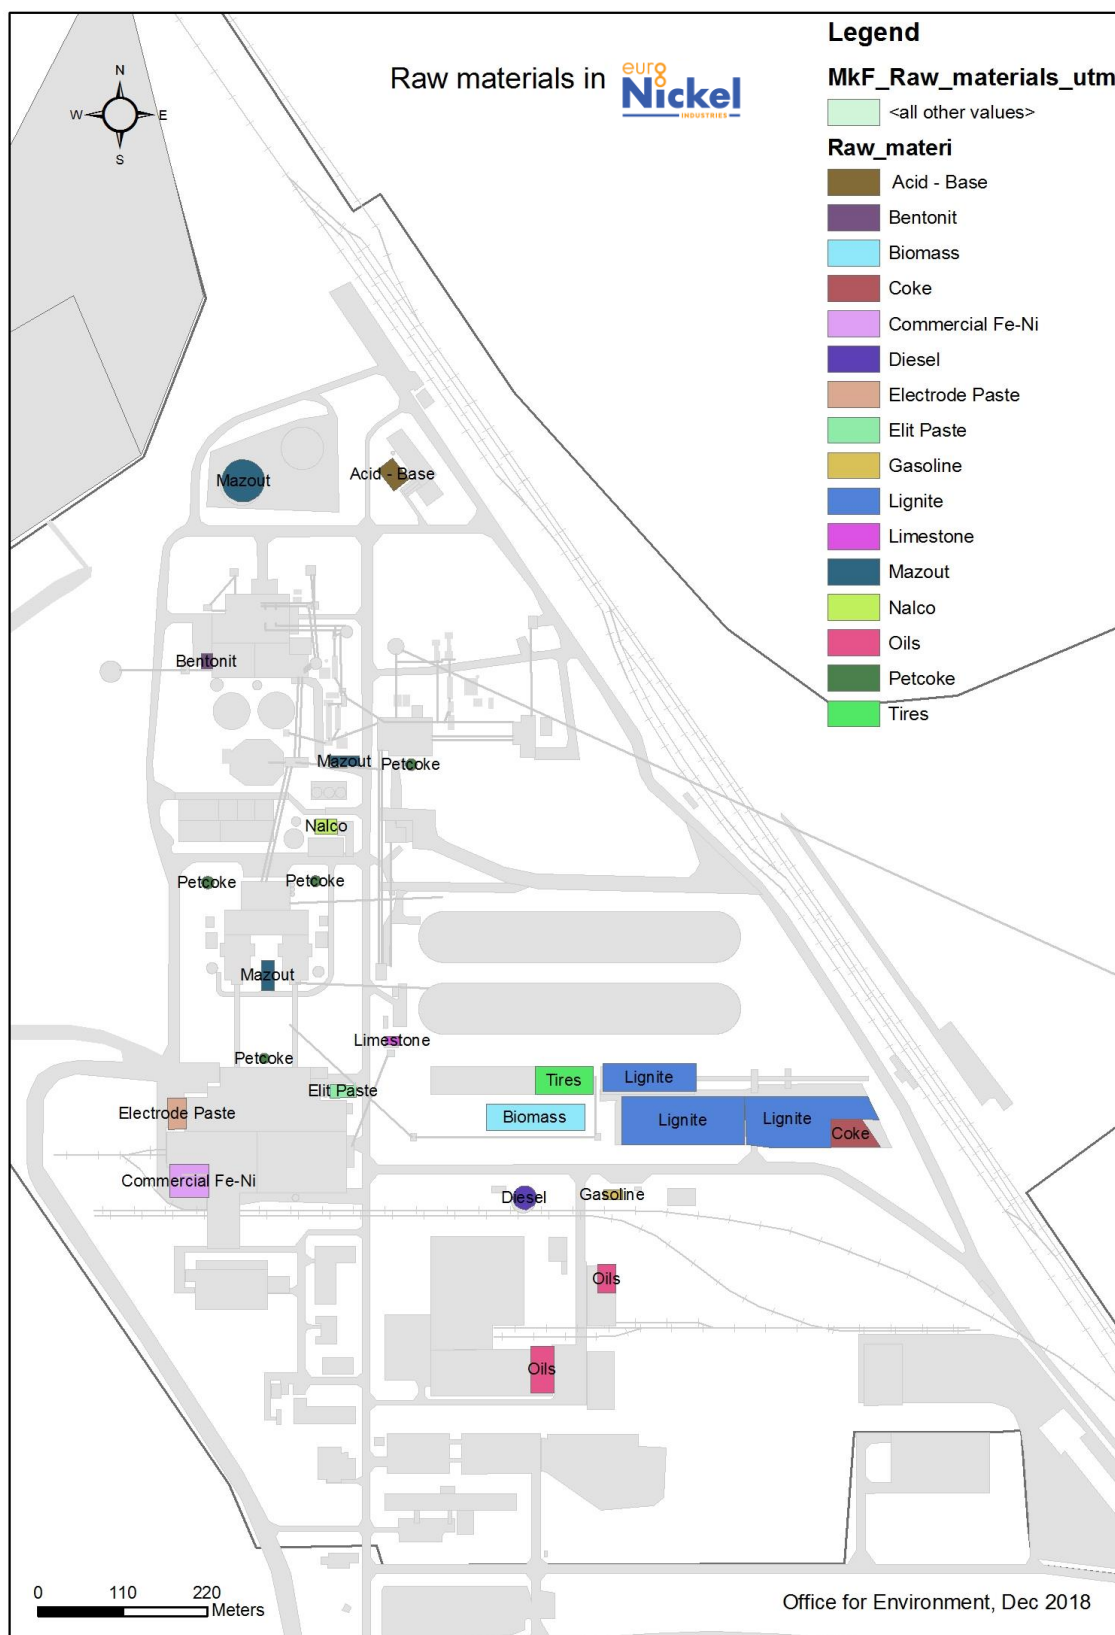 Legend
Raw materials in
euro
Nickel
INDUSTRIES
MkF_Raw_materials_utm
<all other values>
Raw_materi
Acid - Base
Bentonit
Biomass
Coke
Commercial Fe-Ni
Diesel
Electrode Paste
Elit Paste
Gasoline
Lignite
Limestone
Mazout
Nalco
Oils
Petcoke
Tires
N
W
E
S
Mazout
Acid - Base
Bentonit
Mazout
Petcoke
Nalco
Petcoke
Petcoke
Mazout
Limestone
Petcoke
Elit Paste
Tires
Lignite
Electrode Paste
Biomass
Lignite
Lignite
Coke
Commercial Fe-Ni
Diesel
Gasoline
Oils
Oils
0 110 220
Meters
Office for Environment, Dec 2018